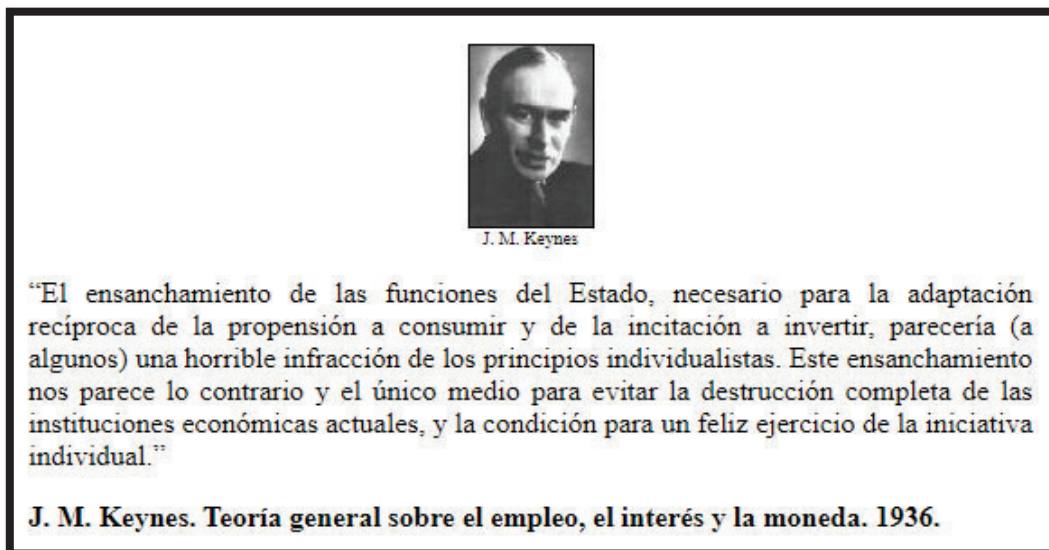 J. M. Keynes
“El ensanchamiento de las funciones del Estado, necesario para la adaptación
recíproca de la propensión a consumir y de la incitación a invertir, parecería (a
algunos) una horrible infracción de los principios individualistas. Este ensanchamiento
nos parece lo contrario y el único medio para evitar la destrucción completa de las
instituciones económicas actuales, y la condición para un feliz ejercicio de la iniciativa
individual.”
J. M. Keynes. Teoría general sobre el empleo, el interés y la moneda. 1936.